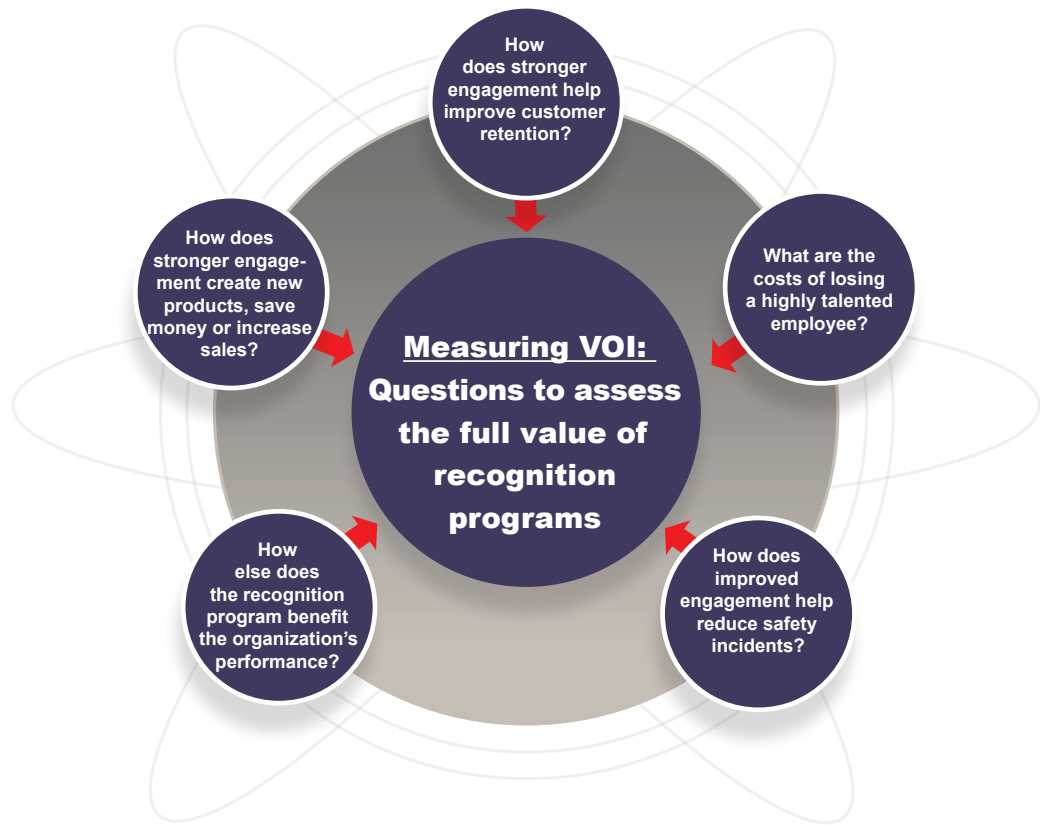 How
does stronger
engagement help
improve customer
retention?
What are the
costs of losing
a highly talented
employee?
How does
improved
engagement help
reduce safety
incidents?
How
else does
the recognition
program benefit
the organization’s
performance?
How does
stronger engage-
ment create new
products, save
money or increase
sales?
Measuring VOI:
Questions to assess
the full value of
recognition
programs